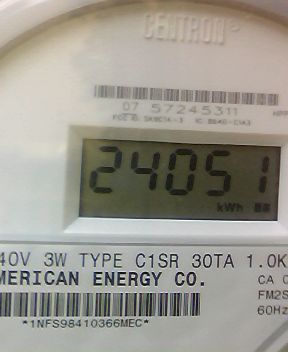 CENTRON®
07 57245311
24051
kWh
40V 3W TYPE C1SR 30TA 1.0K
MERICAN ENERGY CO.
CA 0
FM2S
60Hz
*1NFS98410366MEC*